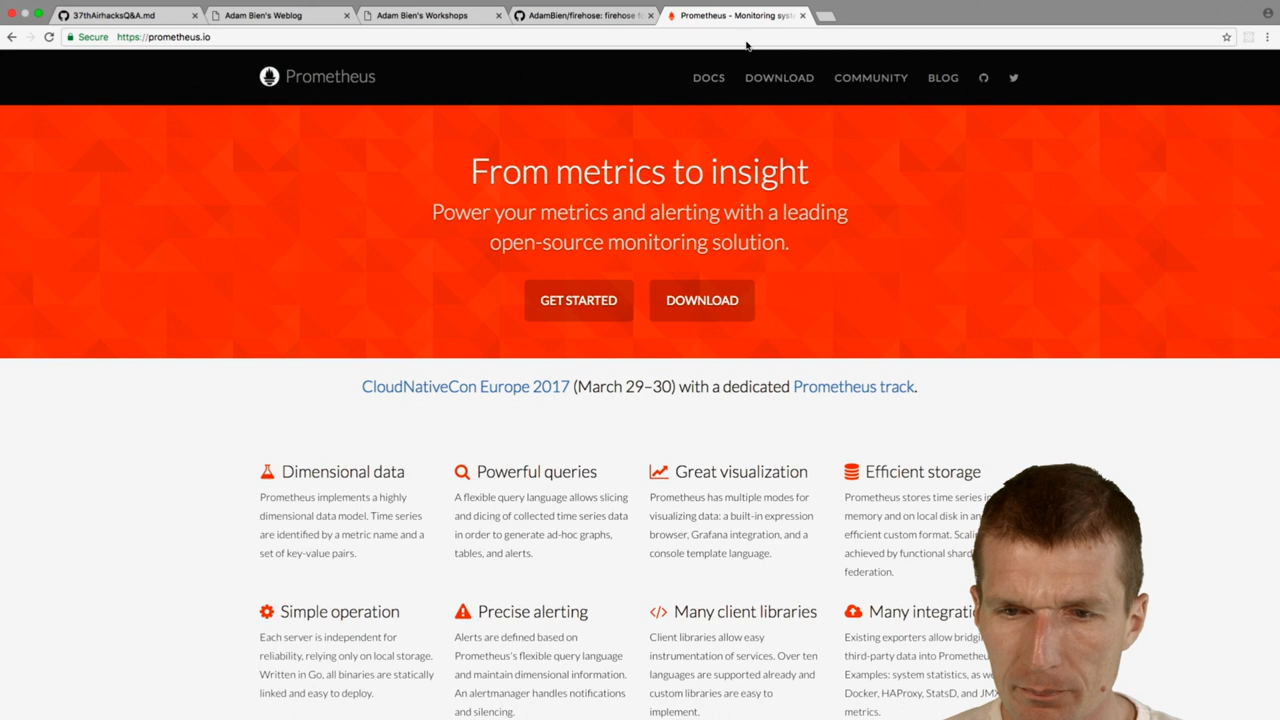 37thAirhacksQ&A.md
Adam Bien's Weblog
Adam Bien's Workshops
AdamBien/firehose: firehose fo
Prometheus - Monitoring syst
Secure
https://prometheus.io
Prometheus
DOCS
DOWNLOAD
COMMUNITY
BLOG
From metrics to insight
Power your metrics and alerting with a leading
open-source monitoring solution.
GET STARTED
DOWNLOAD
CloudNativeCon Europe 2017 (March 29–30) with a dedicated Prometheus track.
Dimensional data
Prometheus implements a highly
dimensional data model. Time series
are identified by a metric name and a
set of key-value pairs.
Powerful queries
A flexible query language allows slicing
and dicing of collected time series data
in order to generate ad-hoc graphs,
tables, and alerts.
Great visualization
Prometheus has multiple modes for
visualizing data: a built-in expression
browser, Grafana integration, and a
console template language.
Efficient storage
Prometheus stores time series in
memory and on local disk in an
efficient custom format. Scaling
achieved by functional shard
federation.
Simple operation
Each server is independent for
reliability, relying only on local storage.
Written in Go, all binaries are statically
linked and easy to deploy.
Precise alerting
Alerts are defined based on
Prometheus's flexible query language
and maintain dimensional information.
An alertmanager handles notifications
and silencing.
Many client libraries
Client libraries allow easy
instrumentation of services. Over ten
languages are supported already and
custom libraries are easy to
implement.
Many integratio
Existing exporters allow bridgi
third-party data into Prometheu
Examples: system statistics, as w
Docker, HAProxy, StatsD, and JMX
metrics.